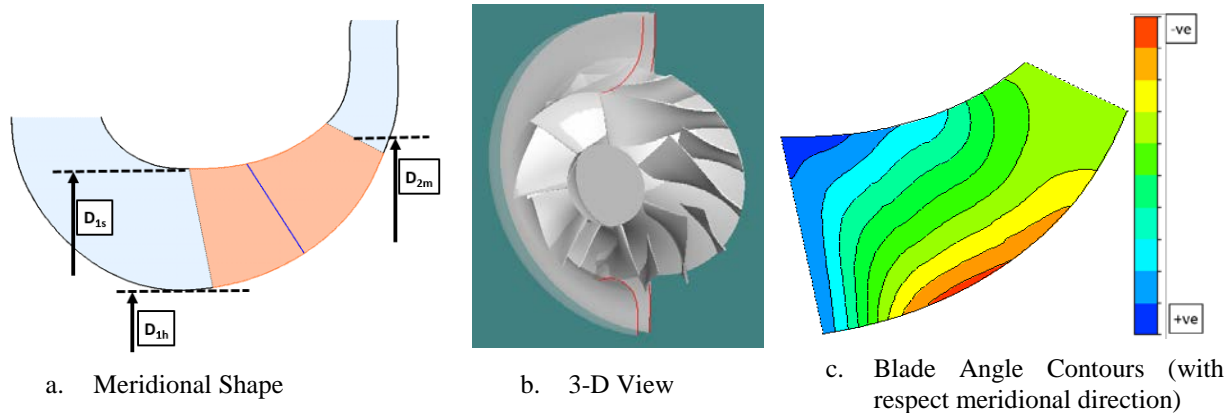 D1s
D1h
D2m
-ve
+ve
a. Meridional Shape
b. 3-D View
c. Blade Angle Contours (with
respect meridional direction)